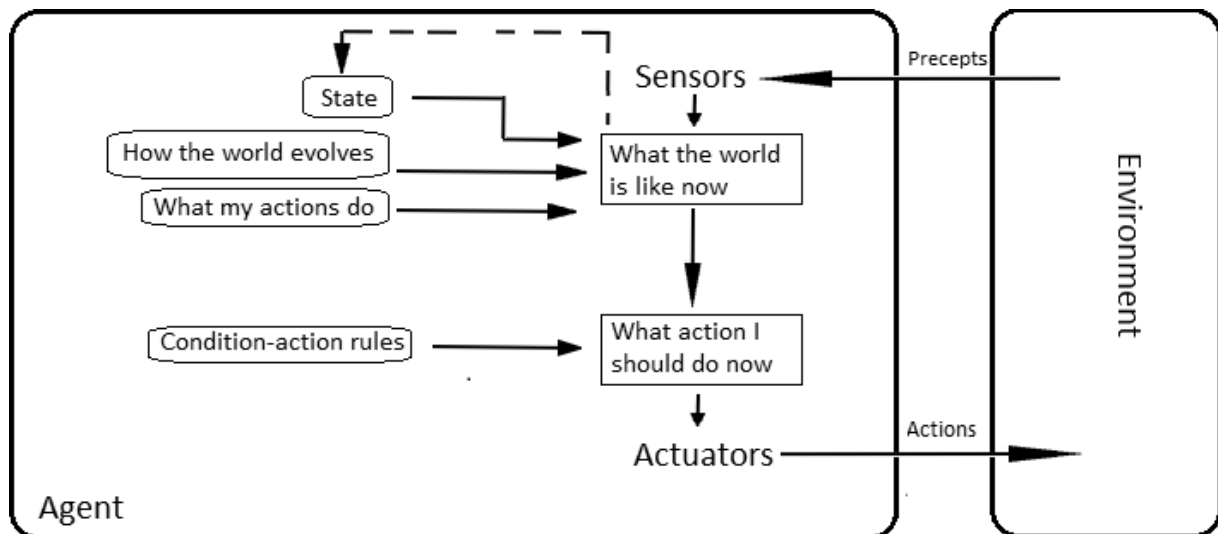 Precepts
Sensors
State
How the world evolves
What the world
is like now
What my actions do
Environment
Condition-action rules
What action I
should do now
Actions
Actuators
Agent